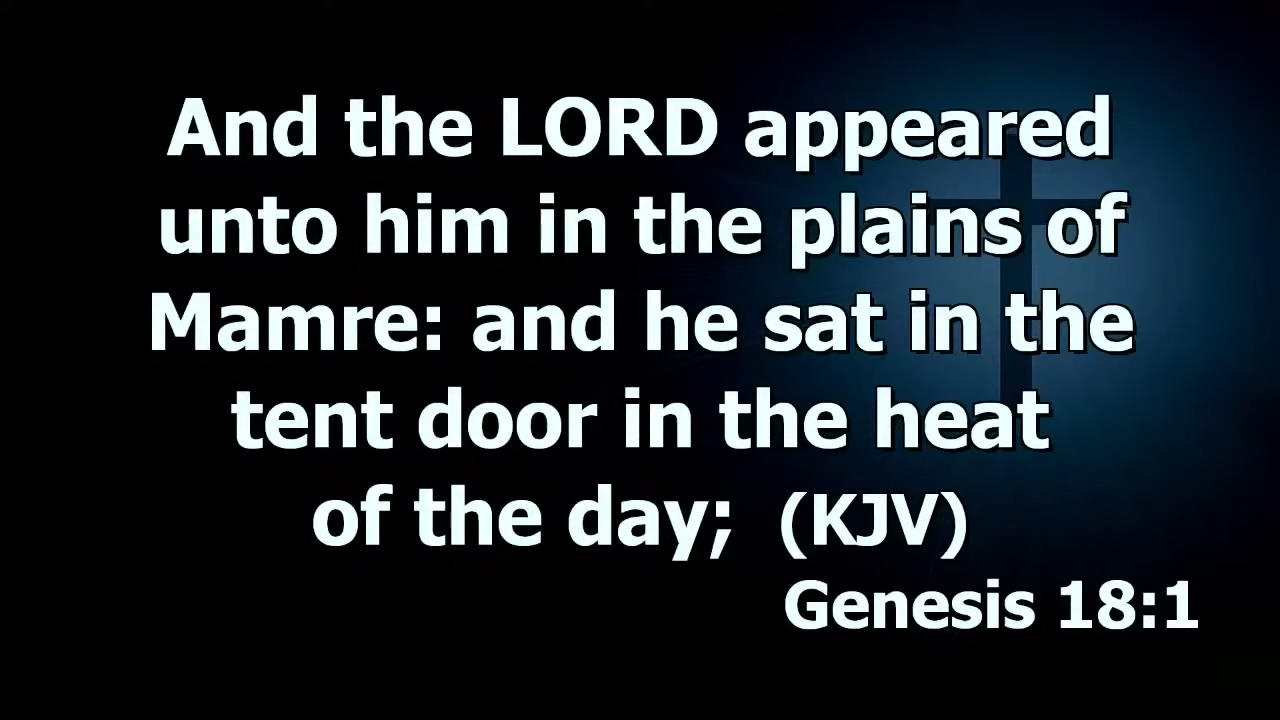 And the LORD appeared
unto him in the plains of
Mamre: and he sat in the
tent door in the heat
of the day; (KJV)
Genesis 18:1